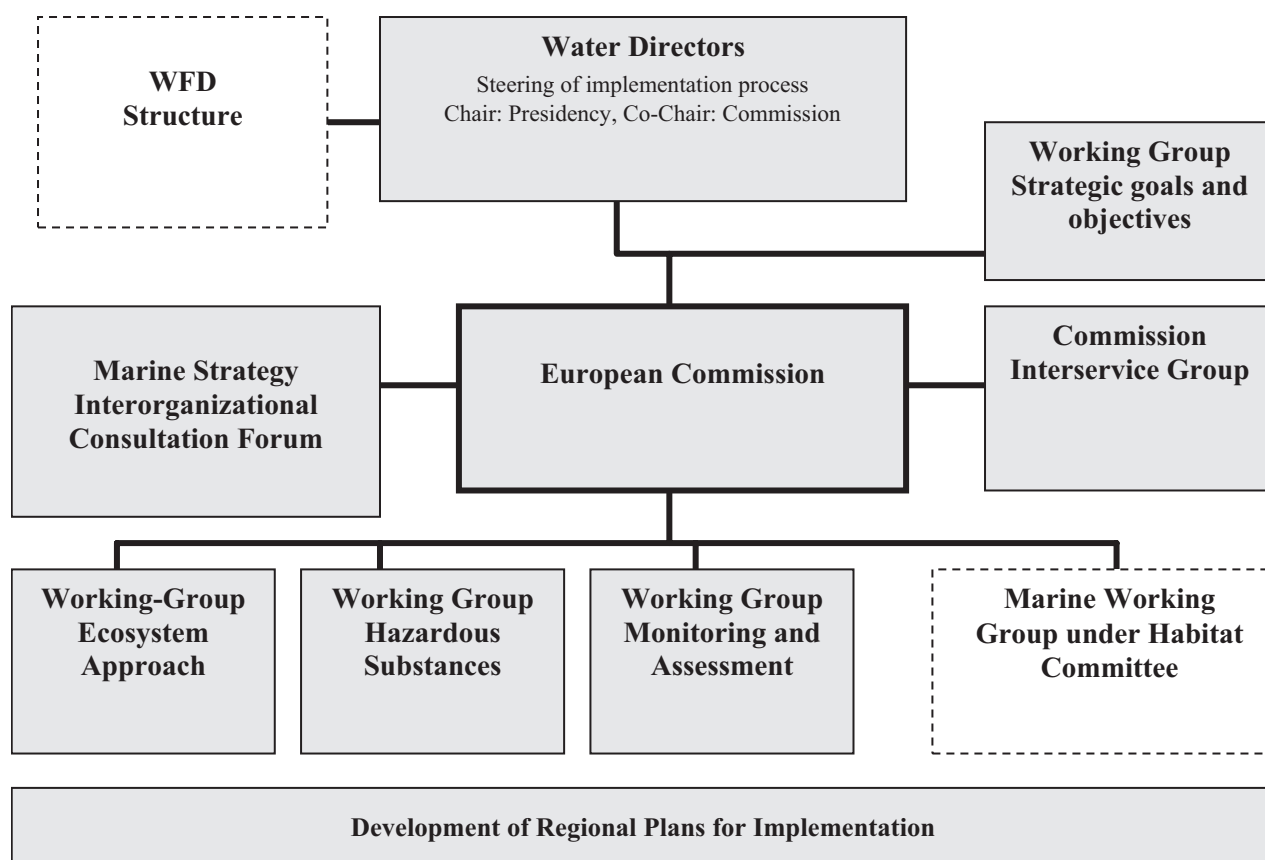 WFD
Structure
Water Directors
Steering of implementation process
Chair: Presidency, Co-Chair: Commission
Working Group
Strategic goals and
objectives
Marine Strategy
Interorganizational
Consultation Forum
European Commission
Commission
Interservice Group
Working-Group
Ecosystem
Approach
Working Group
Hazardous
Substances
Working Group
Monitoring and
Assessment
Marine Working
Group under Habitat
Committee
Development of Regional Plans for Implementation